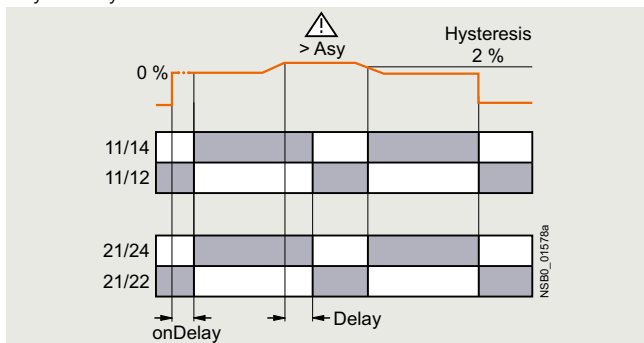 > Asy
Hysteresis
2 %
0 %
11/14
11/12
21/24
21/22
onDelay
Delay
NSB0_01578a